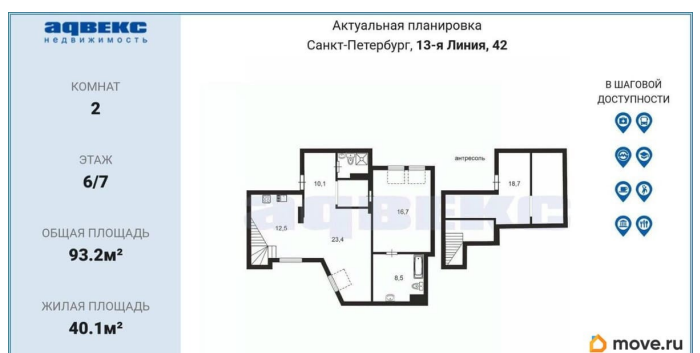 адвекс
НЕДВИЖИМОСТЬ
КОМНАТ
2
ЭТАЖ
6/7
ОБЩАЯ ПЛОЩАДЬ
93.2м²
ЖИЛАЯ ПЛОЩАДЬ
40.1м²
Актуальная планировка
Санкт-Петербург, 13-я Линия, 42
10,1
12,5
23,4
16,7
8,5
антресоль
18,7
адвекс
В ШАГОВОЙ
ДОСТУПНОСТИ
move.ru